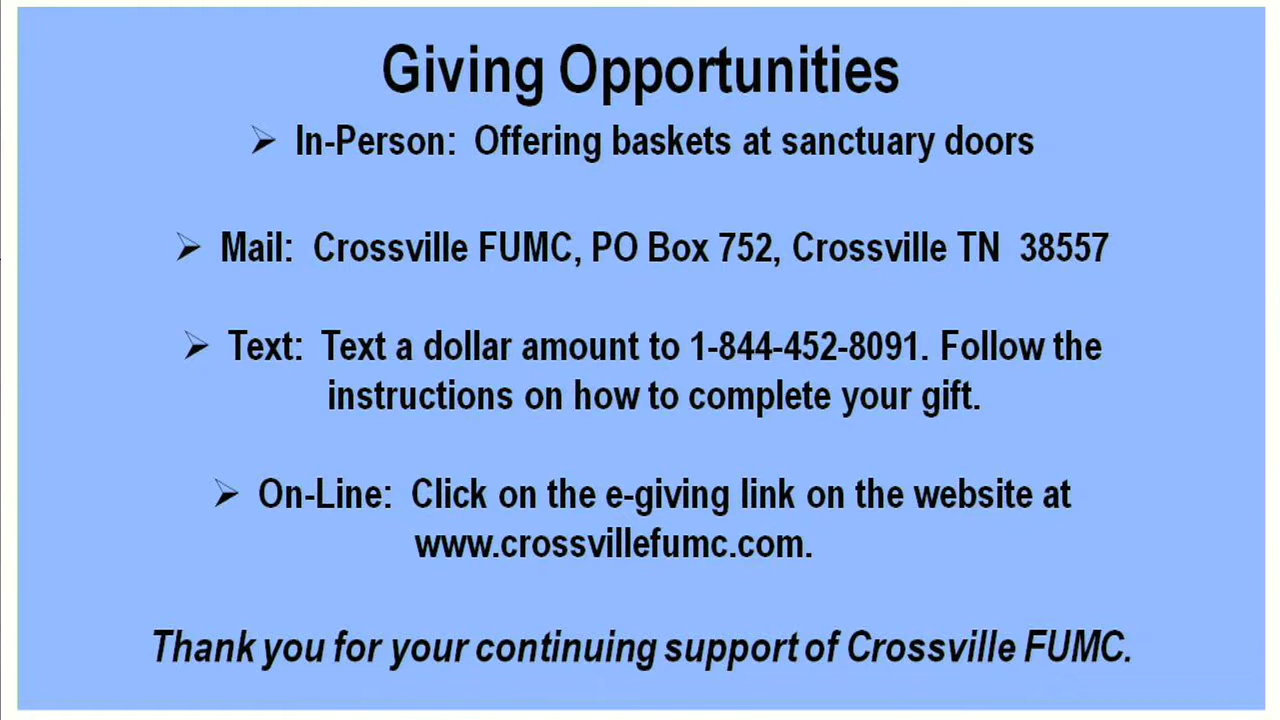 Giving Opportunities
➢ In-Person: Offering baskets at sanctuary doors
➢ Mail: Crossville FUMC, PO Box 752, Crossville TN 38557
➢ Text: Text a dollar amount to 1-844-452-8091. Follow the
instructions on how to complete your gift.
➢ On-Line: Click on the e-giving link on the website at
www.crossvillefumc.com.
Thank you for your continuing support of Crossville FUMC.